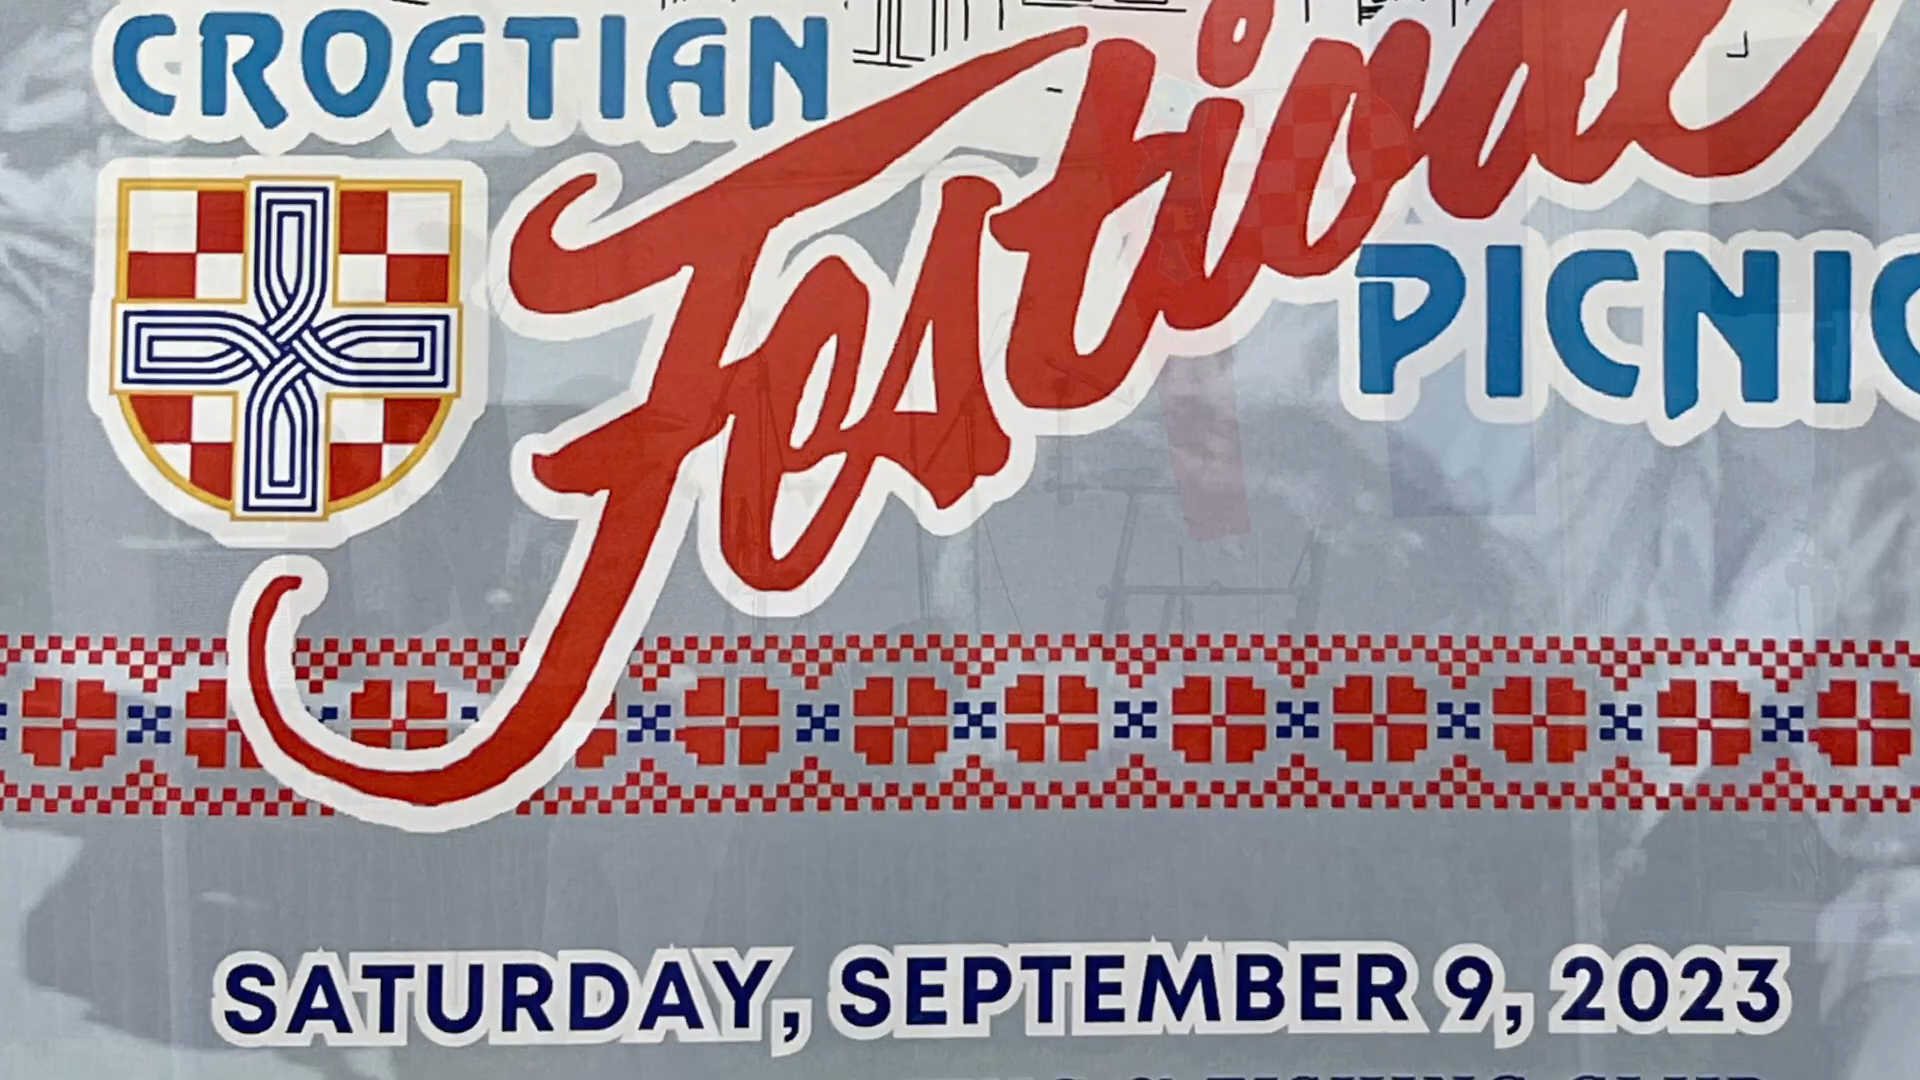 CROATIAN
Festival
PICNIC
SATURDAY, SEPTEMBER 9, 2023